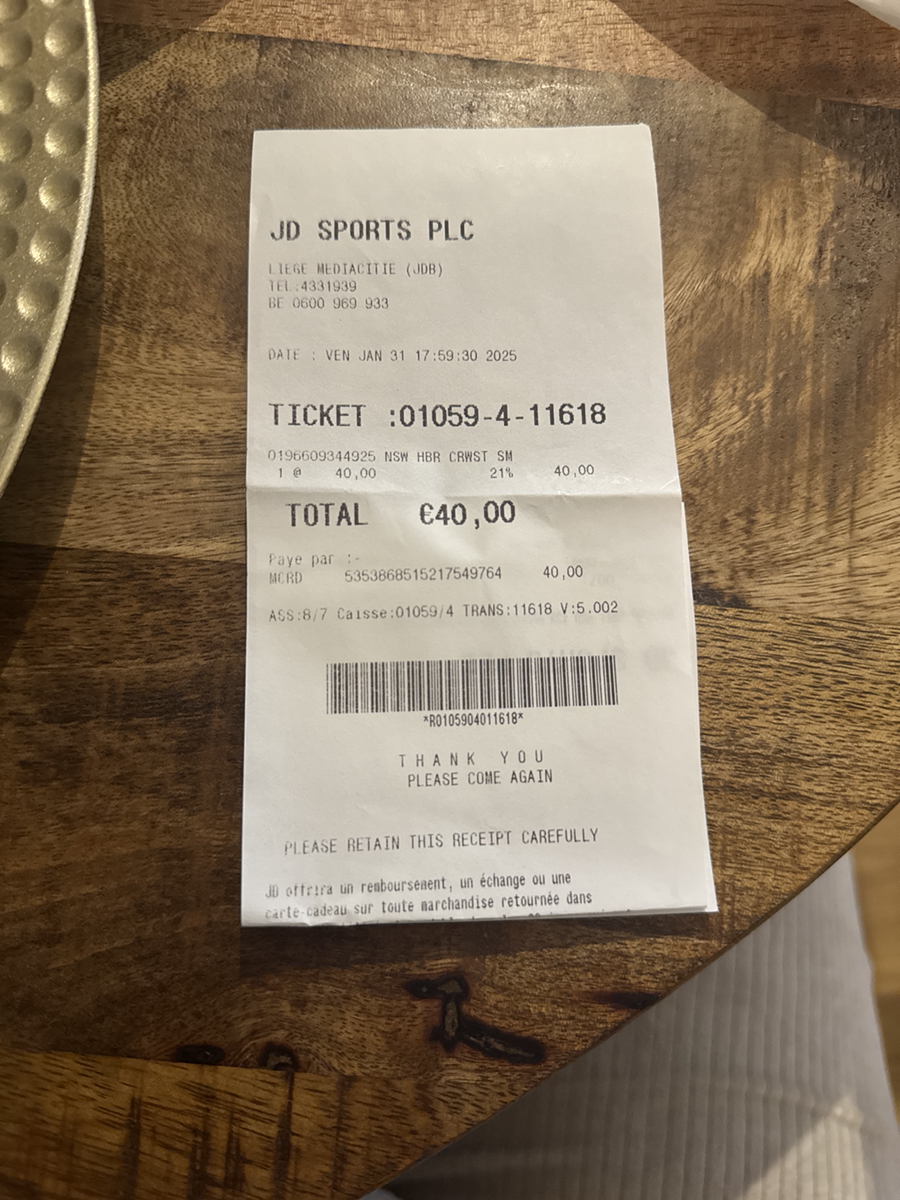 JD SPORTS PLC
LIEGE MEDIACITIE (JDB)
TEL:4331939
BE 0600 969 933
DATE : VEN JAN 31 17:59:30 2025
TICKET :01059-4-11618
0196609344925 NSW HBR CRWST SM
1 @ 40,00 21% 40,00
TOTAL €40,00
Paye par :-
MCRD 5353868515217549764 40,00
ASS:8/7 Caisse:01059/4 TRANS:11618 V:5.002
*R0105904011618*
THANK YOU
PLEASE COME AGAIN
PLEASE RETAIN THIS RECEIPT CAREFULLY
JD offrira un remboursement, un échange ou une
carte-cadeau sur toute marchandise retournée dans